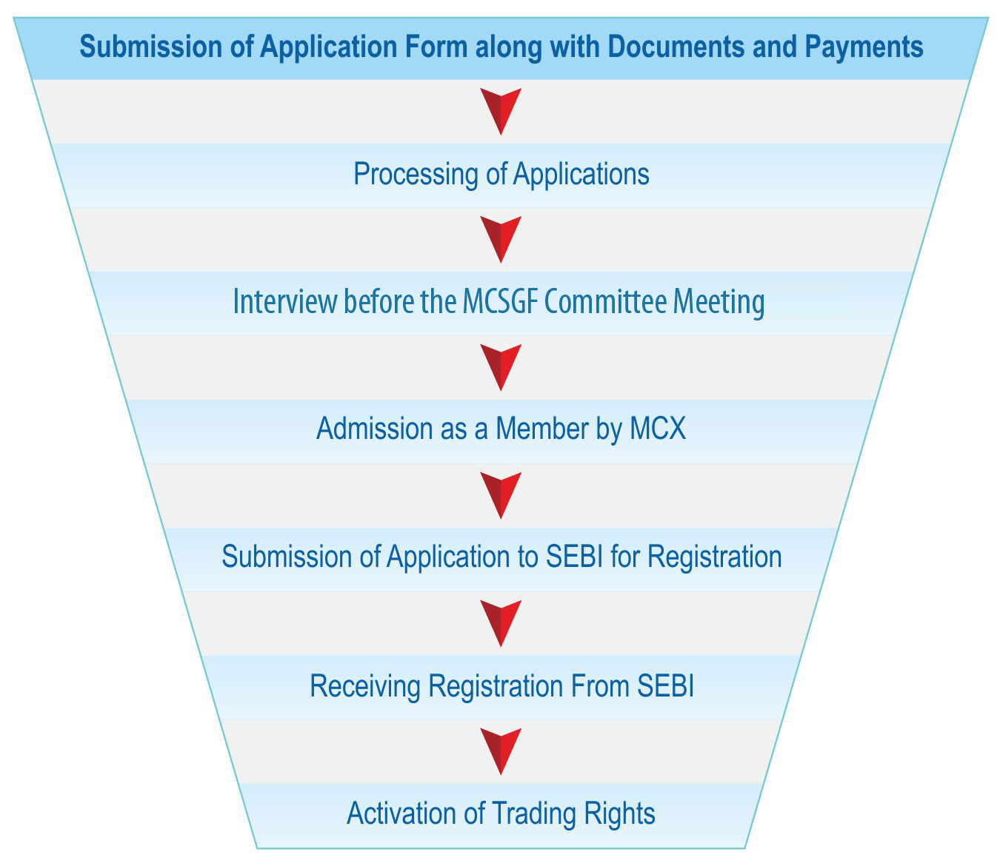 Submission of Application Form along with Documents and Payments
Processing of Applications
Interview before the MCSGF Committee Meeting
Admission as a Member by MCX
Submission of Application to SEBI for Registration
Receiving Registration From SEBI
Activation of Trading Rights